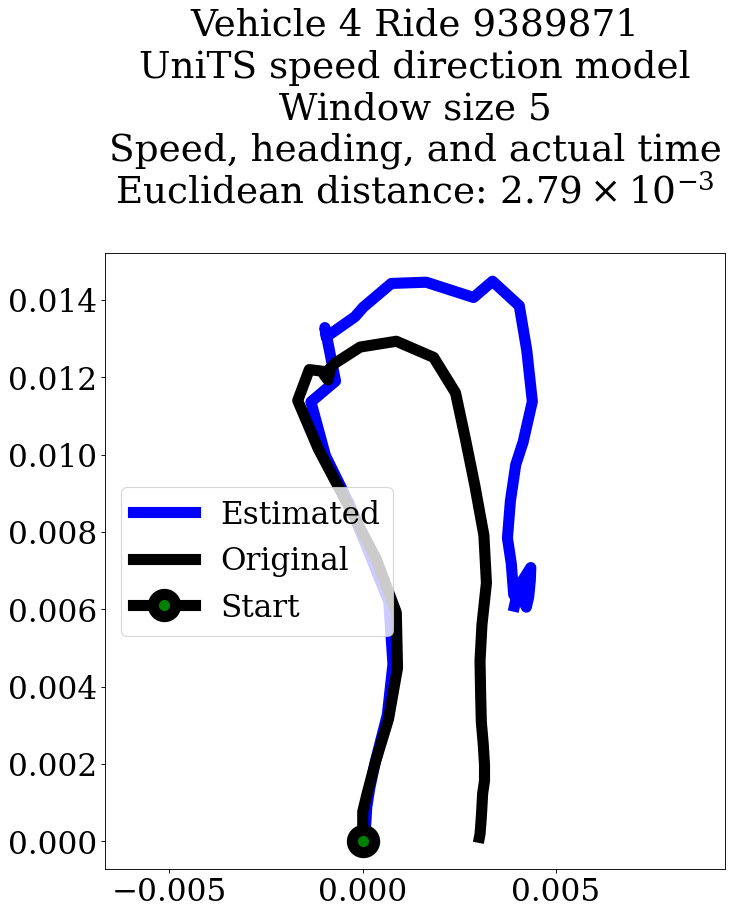 Vehicle 4 Ride 9389871
UniTS speed direction model
Window size 5
Speed, heading, and actual time
Euclidean distance: 2.79 × 10⁻³
0.014
0.012
0.010
0.008
0.006
0.004
0.002
0.000
Estimated
Original
Start
−0.005 0.000 0.005